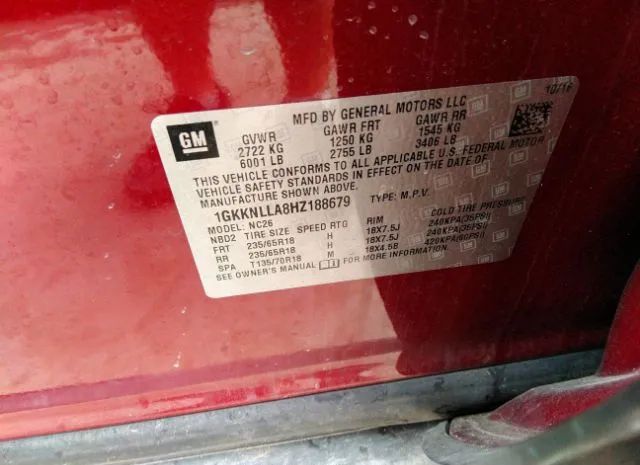 MFD BY GENERAL MOTORS LLC
10/16
GM
GVWR GAWR FRT GAWR RR
2722 KG 1250 KG 1545 KG
6001 LB 2755 LB 3406 LB
THIS VEHICLE CONFORMS TO ALL APPLICABLE U.S. FEDERAL MOTOR
VEHICLE SAFETY STANDARDS IN EFFECT ON THE DATE OF
MANUFACTURE SHOWN ABOVE.
1GKKNLLA8HZ188679 TYPE: M.P.V.
MODEL: NC26
NBD2 TIRE SIZE SPEED RTG RIM COLD TIRE PRESSURE
FRT 235/65R18 H 18X7.5J 240KPA(35PSI)
RR 235/65R18 H 18X7.5J 240KPA(35PSI)
SPA T135/70R18 M 18X4.5B 420KPA(60PSI)
SEE OWNER'S MANUAL FOR MORE INFORMATION.